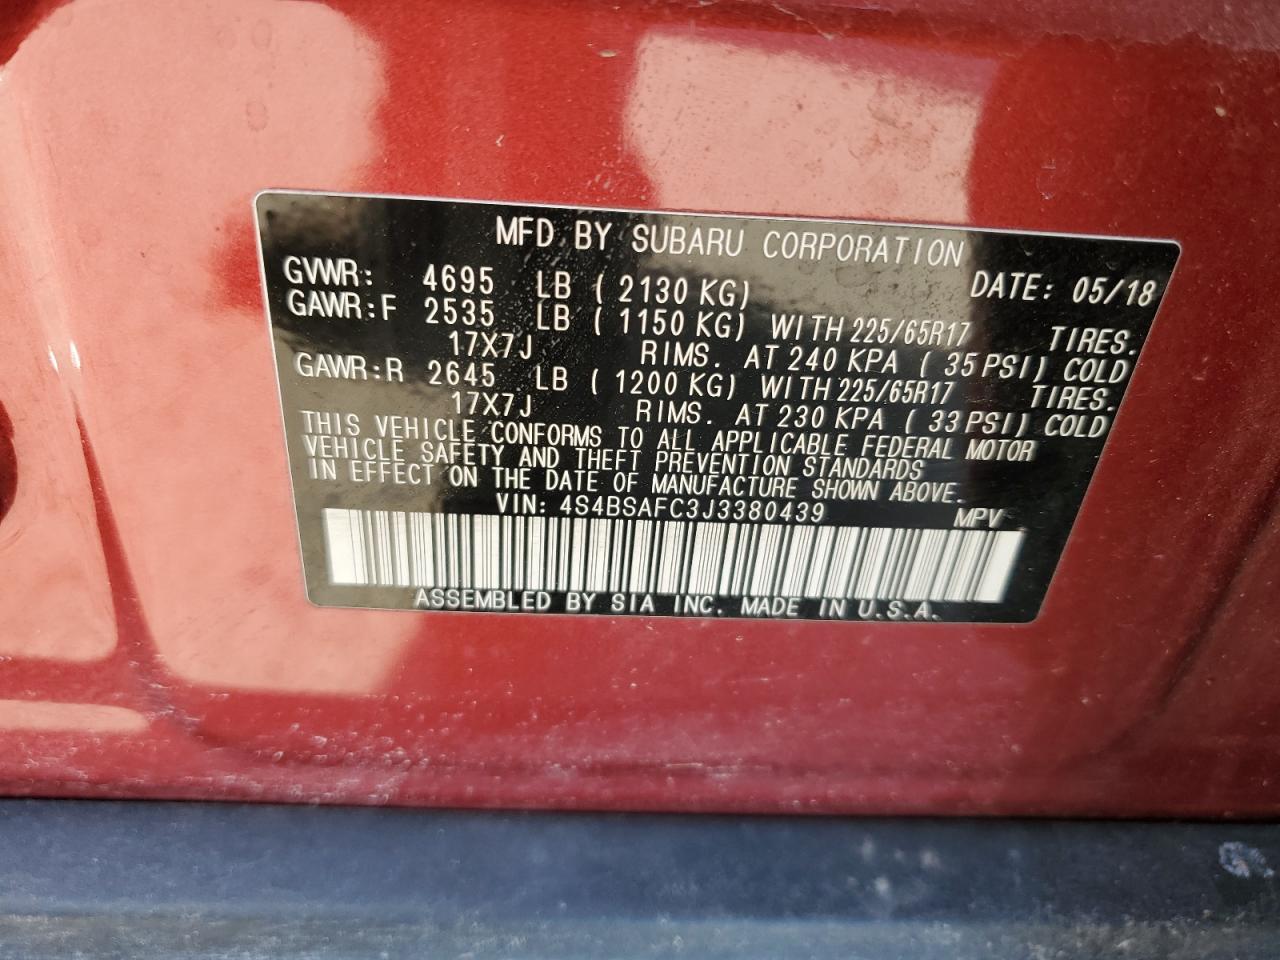 MFD BY SUBARU CORPORATION
GVWR: 4695 LB ( 2130 KG) DATE: 05/18
GAWR:F 2535 LB ( 1150 KG) WITH 225/65R17 TIRES.
17X7J RIMS. AT 240 KPA ( 35 PSI) COLD
GAWR:R 2645 LB ( 1200 KG) WITH 225/65R17 TIRES.
17X7J RIMS. AT 230 KPA ( 33 PSI) COLD
THIS VEHICLE CONFORMS TO ALL APPLICABLE FEDERAL MOTOR
VEHICLE SAFETY AND THEFT PREVENTION STANDARDS
IN EFFECT ON THE DATE OF MANUFACTURE SHOWN ABOVE.
VIN: 4S4BSAFC3J3380439 MPV
ASSEMBLED BY SIA INC. MADE IN U.S.A.